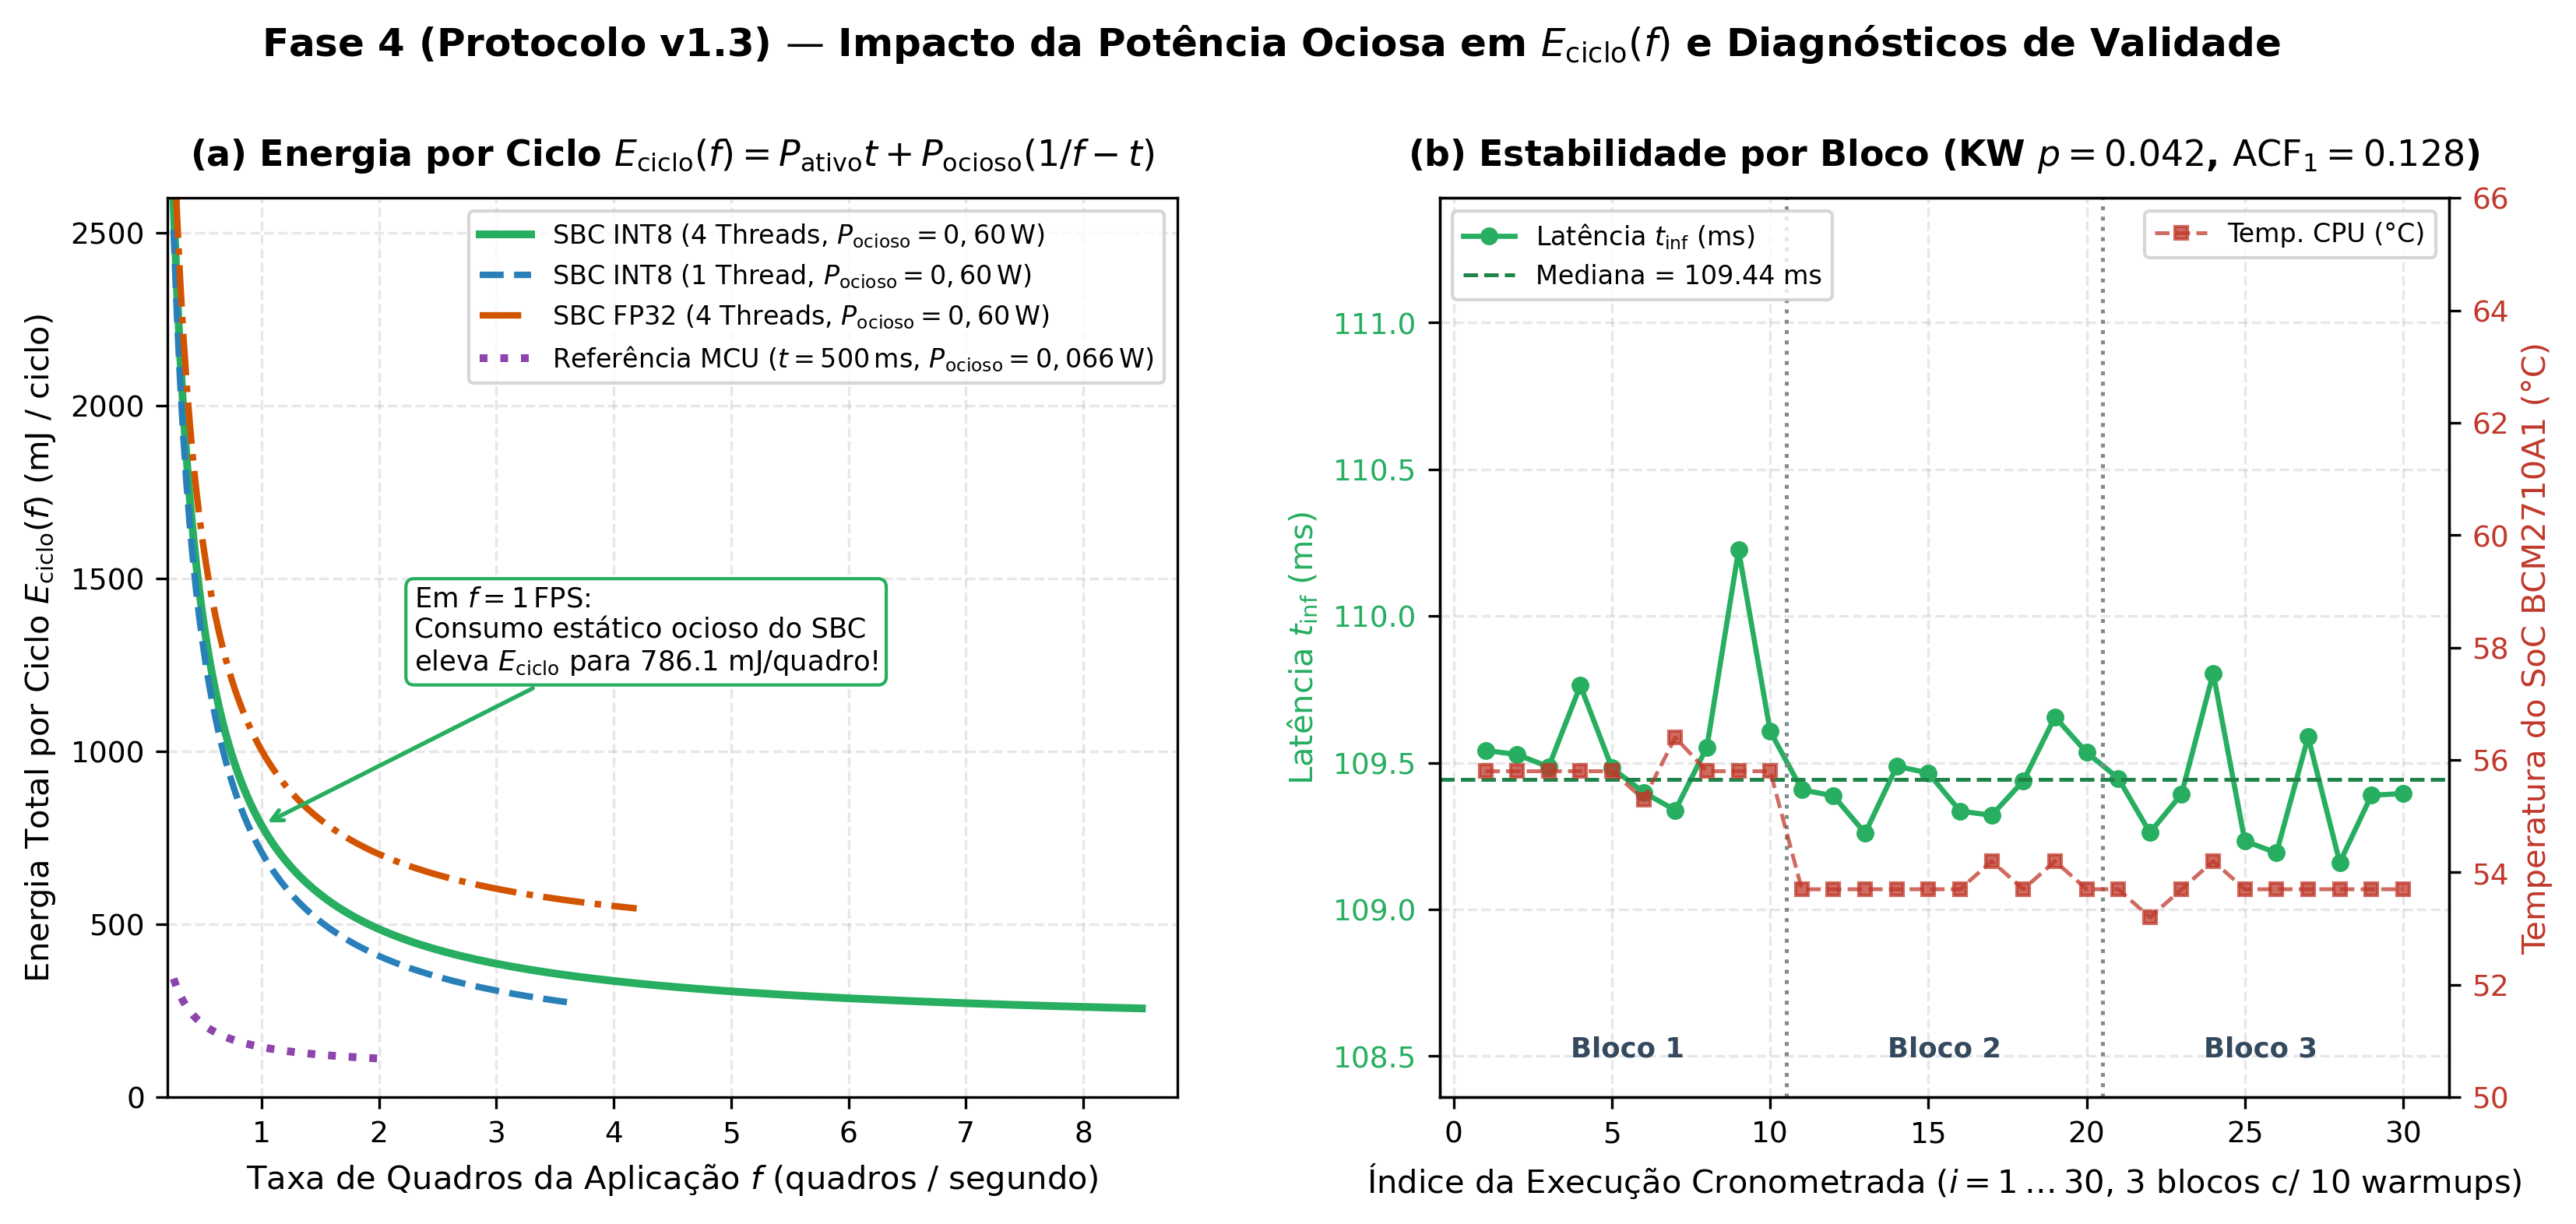 Fase 4 (Protocolo v1.3) — Impacto da Potência Ociosa em E_ciclo(f) e Diagnósticos de Validade
(a) Energia por Ciclo E_ciclo(f) = P_ativo t + P_ocioso(1/f − t)
Energia Total por Ciclo E_ciclo(f) (mJ / ciclo)
2500
2000
1500
1000
500
0
SBC INT8 (4 Threads, P_ocioso = 0,60 W)
SBC INT8 (1 Thread, P_ocioso = 0,60 W)
SBC FP32 (4 Threads, P_ocioso = 0,60 W)
Referência MCU (t = 500 ms, P_ocioso = 0,066 W)
Em f = 1 FPS:
Consumo estático ocioso do SBC
eleva E_ciclo para 786.1 mJ/quadro!
1 2 3 4 5 6 7 8
Taxa de Quadros da Aplicação f (quadros / segundo)
(b) Estabilidade por Bloco (KW p = 0.042, ACF_1 = 0.128)
Latência t_inf (ms)
111.0
110.5
110.0
109.5
109.0
108.5
Latência t_inf (ms)
Mediana = 109.44 ms
Temp. CPU (°C)
Bloco 1
Bloco 2
Bloco 3
66
64
62
60
58
56
54
52
50
Temperatura do SoC BCM2710A1 (°C)
0 5 10 15 20 25 30
Índice da Execução Cronometrada (i = 1 … 30, 3 blocos c/ 10 warmups)